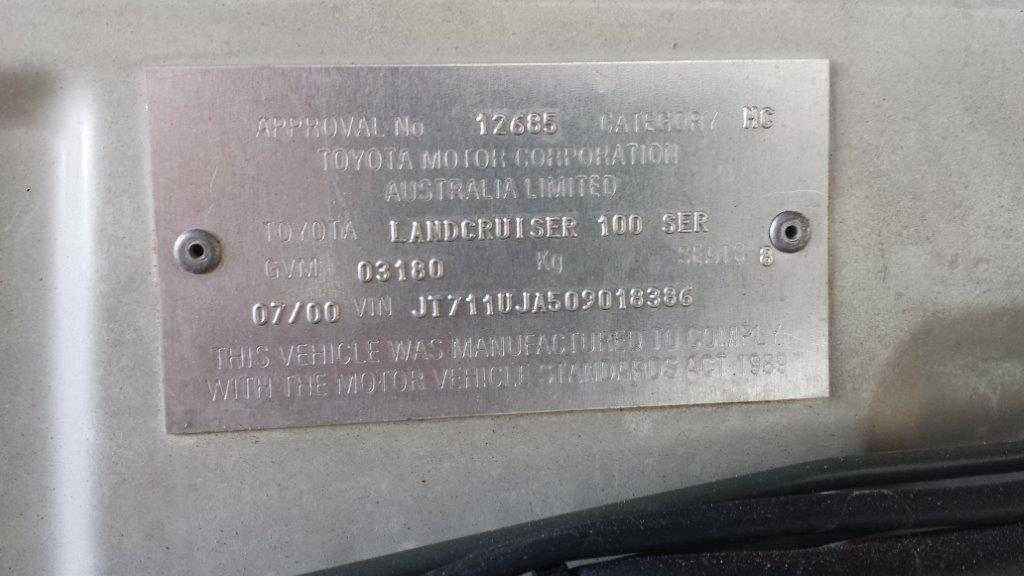 APPROVAL No 12685 CATEGORY MC
TOYOTA MOTOR CORPORATION
AUSTRALIA LIMITED
TOYOTA LANDCRUISER 100 SER
GVM 03180 Kg SEATS 8
07/00 VIN JT711UJA509018386
THIS VEHICLE WAS MANUFACTURED TO COMPLY
WITH THE MOTOR VEHICLE STANDARDS ACT 1989